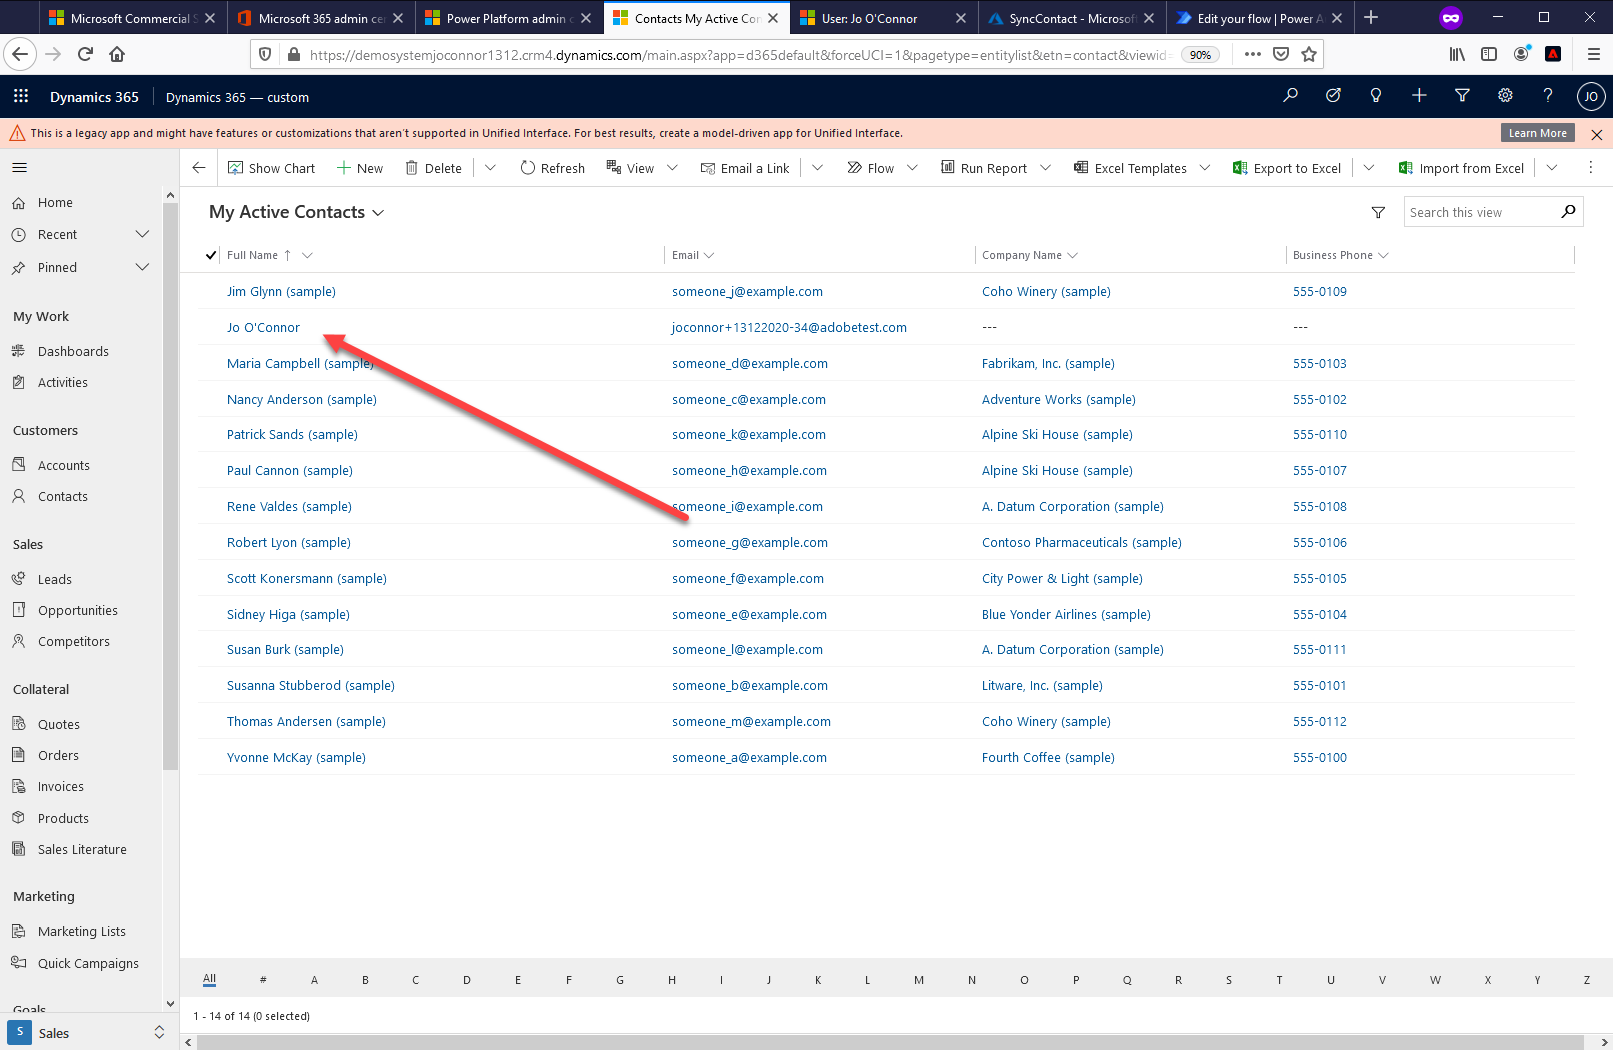 Microsoft Commercial S
Microsoft 365 admin cen
Power Platform admin c
Contacts My Active Con
User: Jo O'Connor
SyncContact - Microsof
Edit your flow | Power A
https://demosystemjoconnor1312.crm4.dynamics.com/main.aspx?app=d365default&forceUCI=1&pagetype=entitylist&etn=contact&viewid=
90%
Dynamics 365
Dynamics 365 — custom
JO
This is a legacy app and might have features or customizations that aren't supported in Unified Interface. For best results, create a model-driven app for Unified Interface.
Learn More
Show Chart
New
Delete
Refresh
View
Email a Link
Flow
Run Report
Excel Templates
Export to Excel
Import from Excel
Home
Recent
Pinned
My Work
Dashboards
Activities
Customers
Accounts
Contacts
Sales
Leads
Opportunities
Competitors
Collateral
Quotes
Orders
Invoices
Products
Sales Literature
Marketing
Marketing Lists
Quick Campaigns
Goals
S Sales
My Active Contacts
Search this view
Full Name Email Company Name Business Phone
Jim Glynn (sample) someone_j@example.com Coho Winery (sample) 555-0109
Jo O'Connor joconnor+13122020-34@adobetest.com --- ---
Maria Campbell (sample) someone_d@example.com Fabrikam, Inc. (sample) 555-0103
Nancy Anderson (sample) someone_c@example.com Adventure Works (sample) 555-0102
Patrick Sands (sample) someone_k@example.com Alpine Ski House (sample) 555-0110
Paul Cannon (sample) someone_h@example.com Alpine Ski House (sample) 555-0107
Rene Valdes (sample) someone_i@example.com A. Datum Corporation (sample) 555-0108
Robert Lyon (sample) someone_g@example.com Contoso Pharmaceuticals (sample) 555-0106
Scott Konersmann (sample) someone_f@example.com City Power & Light (sample) 555-0105
Sidney Higa (sample) someone_e@example.com Blue Yonder Airlines (sample) 555-0104
Susan Burk (sample) someone_l@example.com A. Datum Corporation (sample) 555-0111
Susanna Stubberod (sample) someone_b@example.com Litware, Inc. (sample) 555-0101
Thomas Andersen (sample) someone_m@example.com Coho Winery (sample) 555-0112
Yvonne McKay (sample) someone_a@example.com Fourth Coffee (sample) 555-0100
All # A B C D E F G H I J K L M N O P Q R S T U V W X Y Z
1 - 14 of 14 (0 selected)